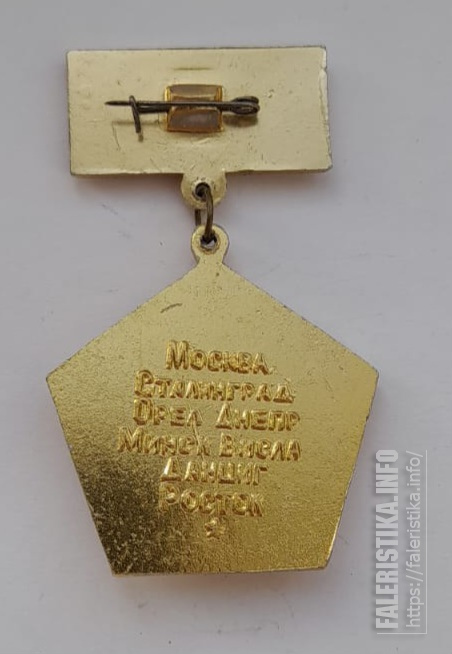 МОСКВА
СТАЛИНГРАД
ОРЕЛ ДНЕПР
МИНСК ВИСЛА
ДАНЦИГ
РОСТОК
FALERISTIKA.INFO
https://faleristika.info/